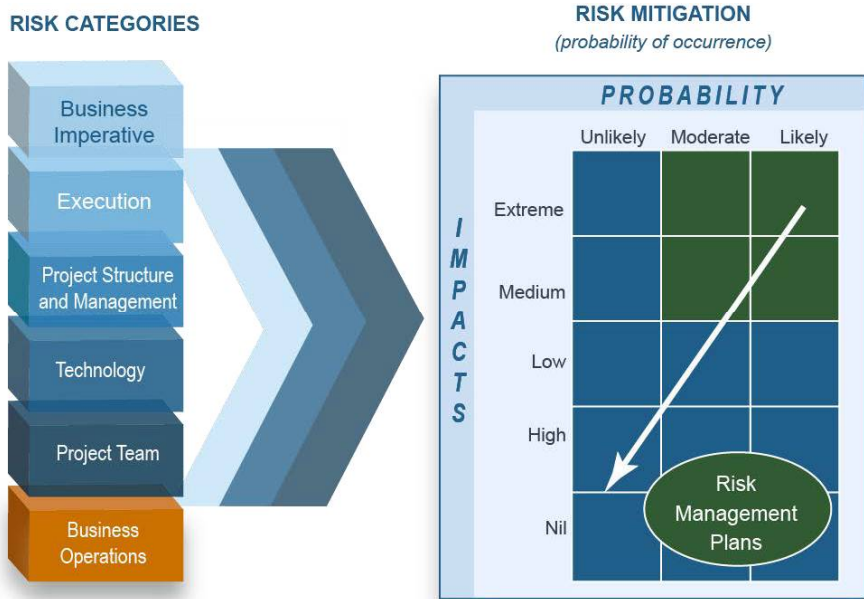 RISK CATEGORIES
Business
Imperative
Execution
Project Structure
and Management
Technology
Project Team
Business
Operations
RISK MITIGATION
(probability of occurrence)
PROBABILITY
IMPACTS
Unlikely Moderate Likely
Extreme
Medium
Low
High
Nil
Risk
Management
Plans